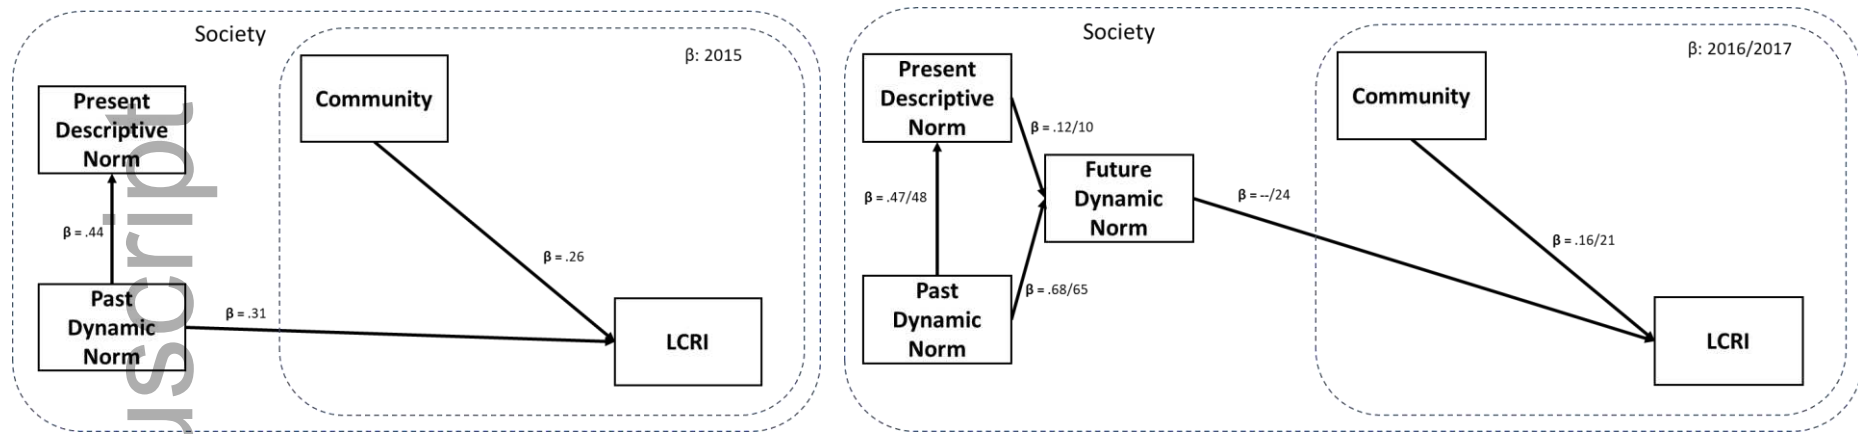 Society
β: 2015
Community
Present
Descriptive
Norm
β = .44
β = .26
Past
Dynamic
Norm
β = .31
LCRI
uscript
Society
β: 2016/2017
Present
Descriptive
Norm
Community
β = .12/10
Future
Dynamic
Norm
β = .47/48
β = --/24
β = .16/21
β = .68/65
Past
Dynamic
Norm
LCRI